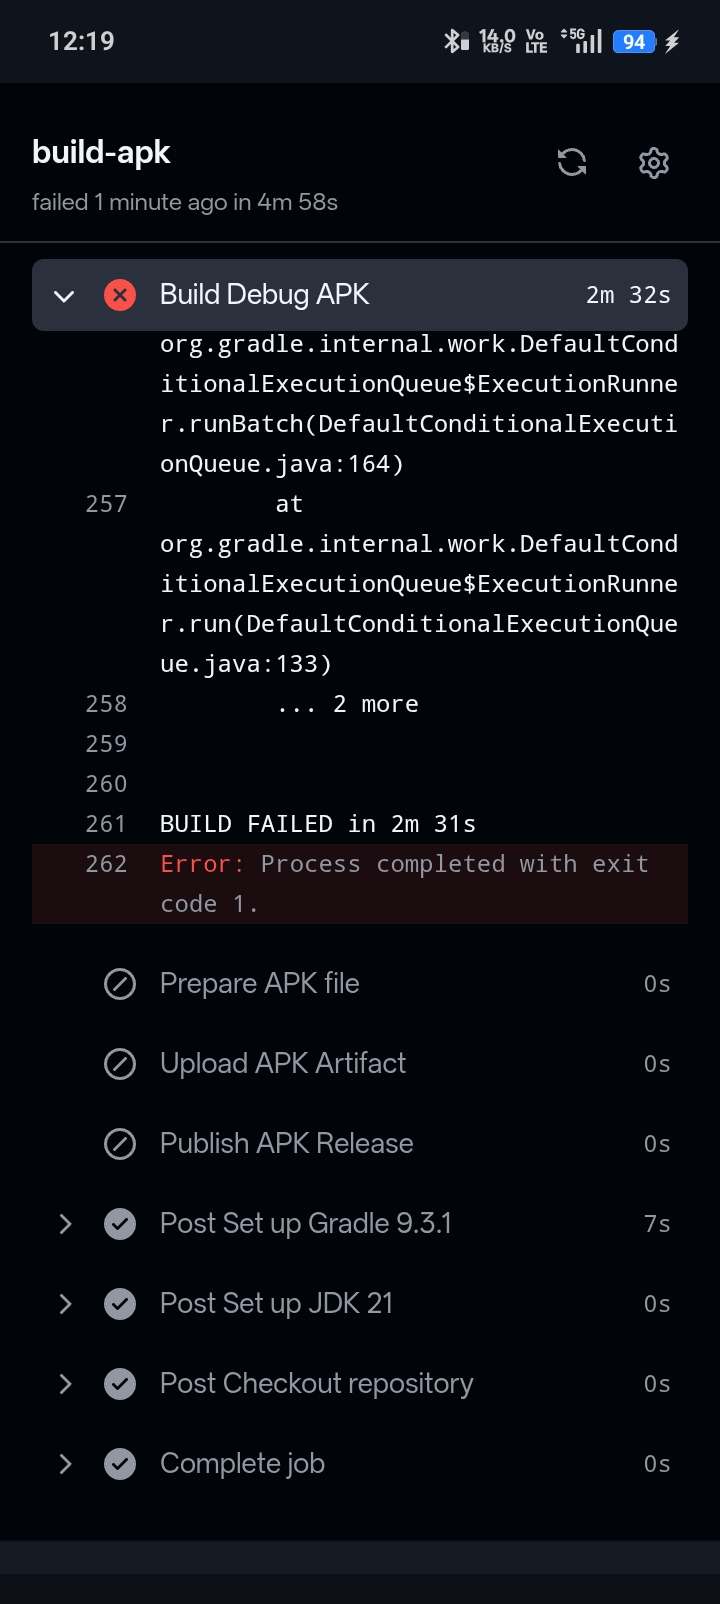 12:19
14.0 KB/S
Vo LTE
5G
94
build-apk
failed 1 minute ago in 4m 58s
Build Debug APK 2m 32s
org.gradle.internal.work.DefaultCond
itionalExecutionQueue$ExecutionRunne
r.runBatch(DefaultConditionalExecuti
onQueue.java:164)
257 at
org.gradle.internal.work.DefaultCond
itionalExecutionQueue$ExecutionRunne
r.run(DefaultConditionalExecutionQue
ue.java:133)
258 ... 2 more
259
260
261 BUILD FAILED in 2m 31s
262 Error: Process completed with exit
code 1.
Prepare APK file 0s
Upload APK Artifact 0s
Publish APK Release 0s
Post Set up Gradle 9.3.1 7s
Post Set up JDK 21 0s
Post Checkout repository 0s
Complete job 0s